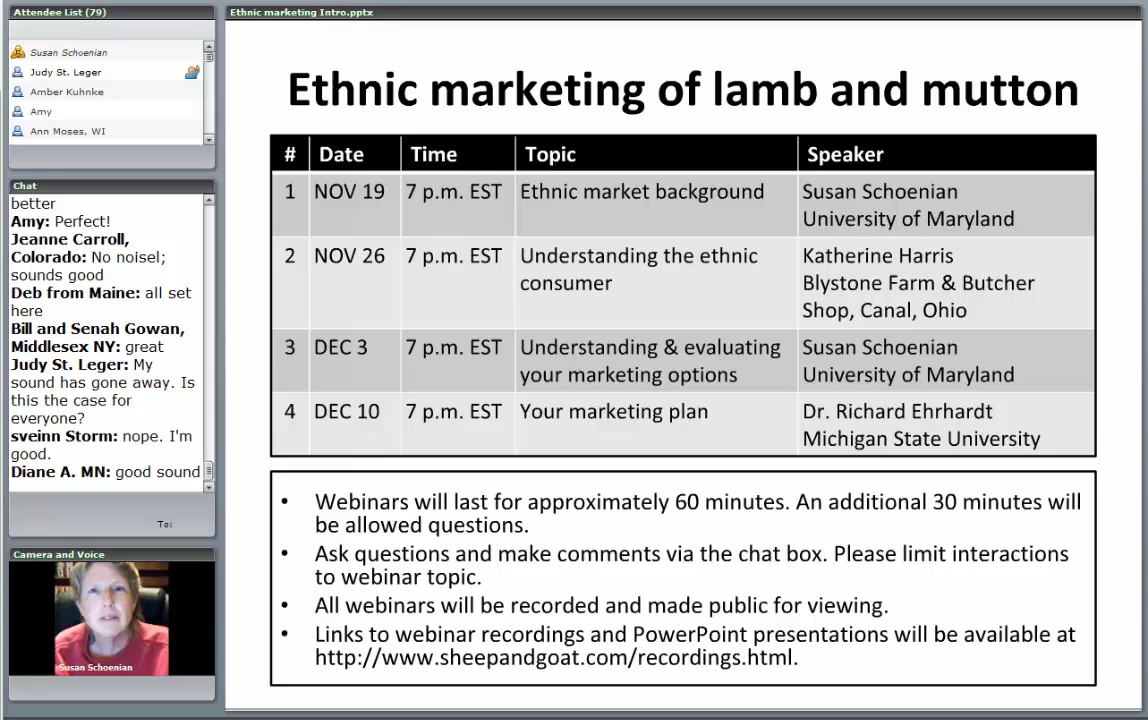 Attendee List (79)
Susan Schoenian
Judy St. Leger
Amber Kuhnke
Amy
Ann Moses, WI
Chat
better
Amy: Perfect!
Jeanne Carroll,
Colorado: No noisel;
sounds good
Deb from Maine: all set
here
Bill and Senah Gowan,
Middlesex NY: great
Judy St. Leger: My
sound has gone away. Is
this the case for
everyone?
sveinn Storm: nope. I'm
good.
Diane A. MN: good sound
To:
Camera and Voice
Susan Schoenian
Ethnic marketing Intro.pptx
Ethnic marketing of lamb and mutton
# Date Time Topic Speaker
1 NOV 19 7 p.m. EST Ethnic market background Susan Schoenian
University of Maryland
2 NOV 26 7 p.m. EST Understanding the ethnic Katherine Harris
consumer Blystone Farm & Butcher
Shop, Canal, Ohio
3 DEC 3 7 p.m. EST Understanding & evaluating Susan Schoenian
your marketing options University of Maryland
4 DEC 10 7 p.m. EST Your marketing plan Dr. Richard Ehrhardt
Michigan State University
• Webinars will last for approximately 60 minutes. An additional 30 minutes will
be allowed questions.
• Ask questions and make comments via the chat box. Please limit interactions
to webinar topic.
• All webinars will be recorded and made public for viewing.
• Links to webinar recordings and PowerPoint presentations will be available at
http://www.sheepandgoat.com/recordings.html.